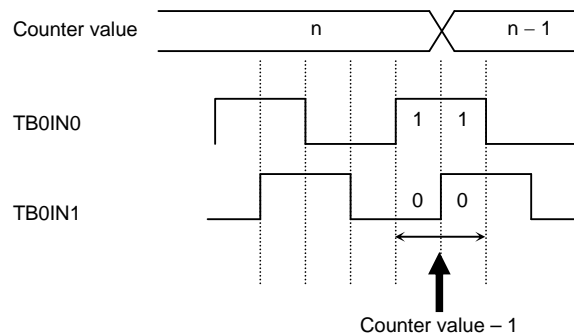 Counter value n n – 1
TB0IN0 1 1
TB0IN1 0 0
Counter value – 1